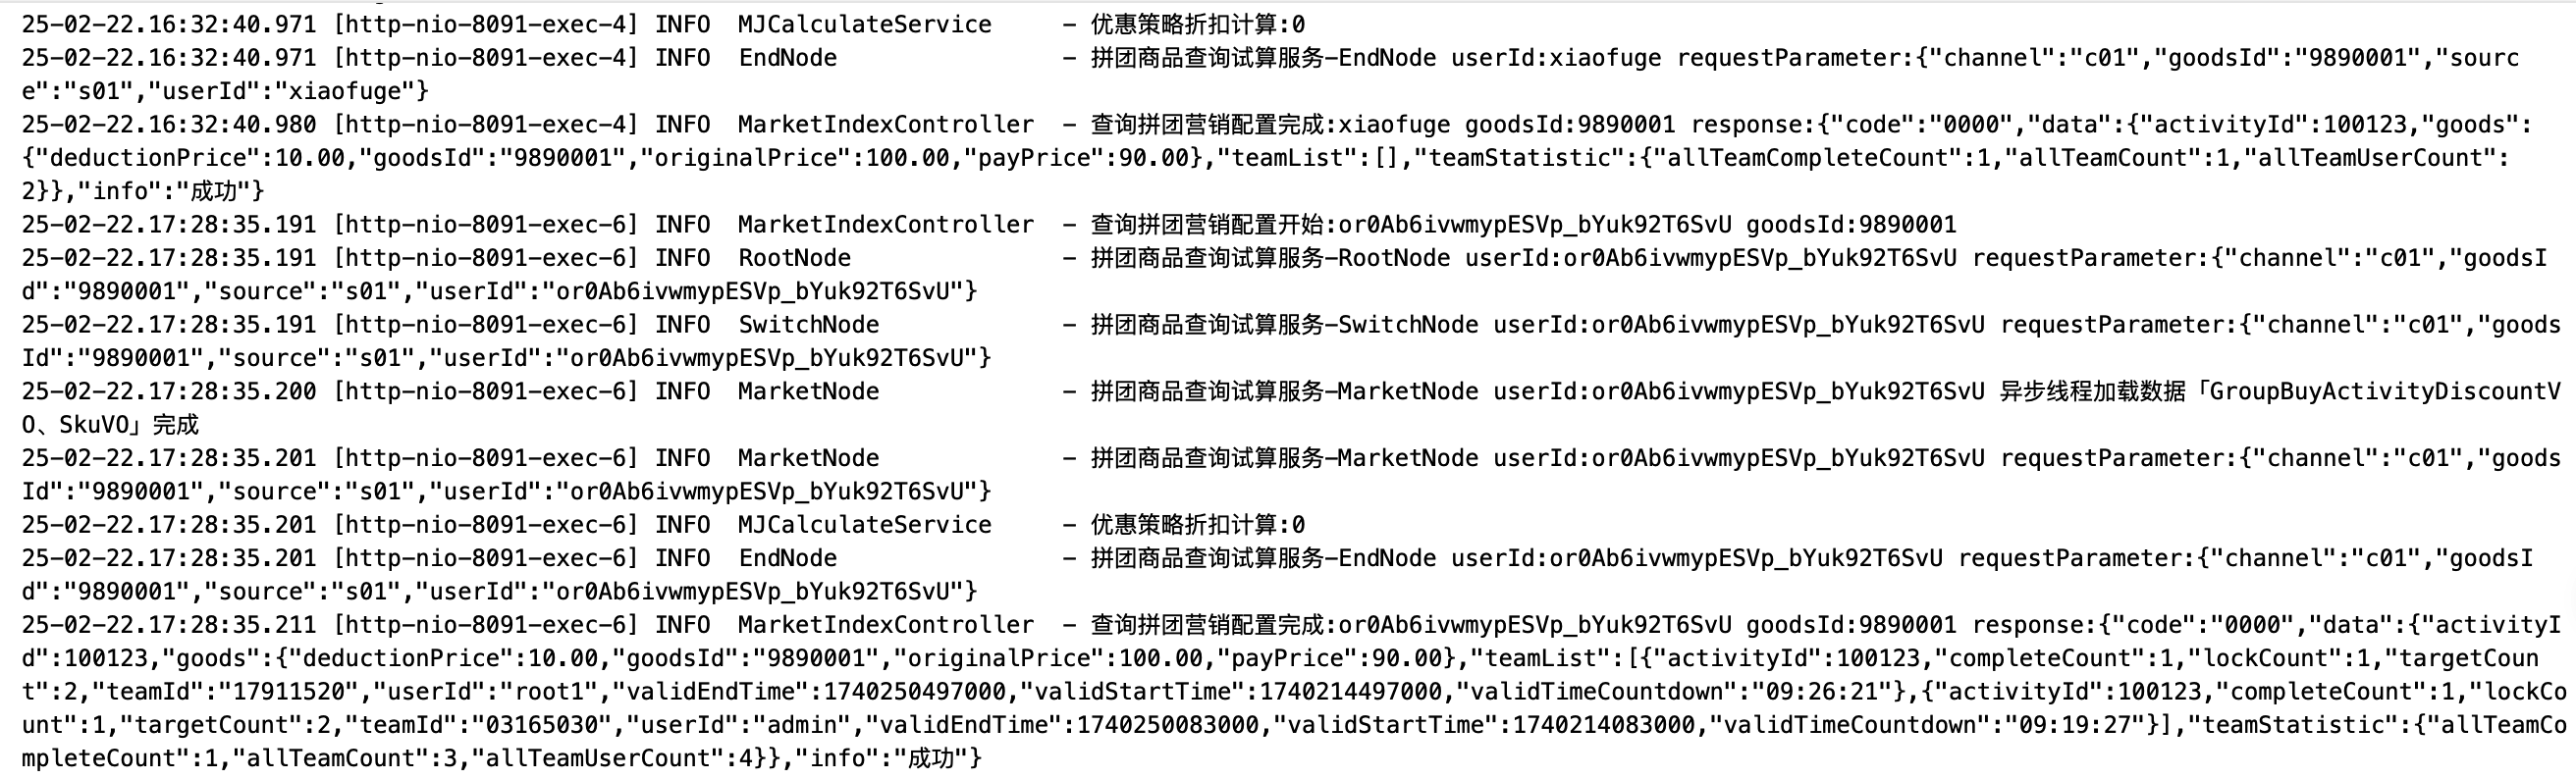 25-02-22.16:32:40.971 [http-nio-8091-exec-4] INFO  MJCalculateService     - 优惠策略折扣计算:0
25-02-22.16:32:40.971 [http-nio-8091-exec-4] INFO  EndNode                - 拼团商品查询试算服务-EndNode userId:xiaofuge requestParameter:{"channel":"c01","goodsId":"9890001","sourc
e":"s01","userId":"xiaofuge"}
25-02-22.16:32:40.980 [http-nio-8091-exec-4] INFO  MarketIndexController  - 查询拼团营销配置完成:xiaofuge goodsId:9890001 response:{"code":"0000","data":{"activityId":100123,"goods":
{"deductionPrice":10.00,"goodsId":"9890001","originalPrice":100.00,"payPrice":90.00},"teamList":[],"teamStatistic":{"allTeamCompleteCount":1,"allTeamCount":1,"allTeamUserCount":
2}},"info":"成功"}
25-02-22.17:28:35.191 [http-nio-8091-exec-6] INFO  MarketIndexController  - 查询拼团营销配置开始:or0Ab6ivwmypESVp_bYuk92T6SvU goodsId:9890001
25-02-22.17:28:35.191 [http-nio-8091-exec-6] INFO  RootNode               - 拼团商品查询试算服务-RootNode userId:or0Ab6ivwmypESVp_bYuk92T6SvU requestParameter:{"channel":"c01","goodsI
d":"9890001","source":"s01","userId":"or0Ab6ivwmypESVp_bYuk92T6SvU"}
25-02-22.17:28:35.191 [http-nio-8091-exec-6] INFO  SwitchNode             - 拼团商品查询试算服务-SwitchNode userId:or0Ab6ivwmypESVp_bYuk92T6SvU requestParameter:{"channel":"c01","goods
Id":"9890001","source":"s01","userId":"or0Ab6ivwmypESVp_bYuk92T6SvU"}
25-02-22.17:28:35.200 [http-nio-8091-exec-6] INFO  MarketNode             - 拼团商品查询试算服务-MarketNode userId:or0Ab6ivwmypESVp_bYuk92T6SvU 异步线程加载数据「GroupBuyActivityDiscountV
O、SkuVO」完成
25-02-22.17:28:35.201 [http-nio-8091-exec-6] INFO  MarketNode             - 拼团商品查询试算服务-MarketNode userId:or0Ab6ivwmypESVp_bYuk92T6SvU requestParameter:{"channel":"c01","goods
Id":"9890001","source":"s01","userId":"or0Ab6ivwmypESVp_bYuk92T6SvU"}
25-02-22.17:28:35.201 [http-nio-8091-exec-6] INFO  MJCalculateService     - 优惠策略折扣计算:0
25-02-22.17:28:35.201 [http-nio-8091-exec-6] INFO  EndNode                - 拼团商品查询试算服务-EndNode userId:or0Ab6ivwmypESVp_bYuk92T6SvU requestParameter:{"channel":"c01","goodsI
d":"9890001","source":"s01","userId":"or0Ab6ivwmypESVp_bYuk92T6SvU"}
25-02-22.17:28:35.211 [http-nio-8091-exec-6] INFO  MarketIndexController  - 查询拼团营销配置完成:or0Ab6ivwmypESVp_bYuk92T6SvU goodsId:9890001 response:{"code":"0000","data":{"activityI
d":100123,"goods":{"deductionPrice":10.00,"goodsId":"9890001","originalPrice":100.00,"payPrice":90.00},"teamList":[{"activityId":100123,"completeCount":1,"lockCount":1,"targetCoun
t":2,"teamId":"17911520","userId":"root1","validEndTime":1740250497000,"validStartTime":1740214497000,"validTimeCountdown":"09:26:21"},{"activityId":100123,"completeCount":1,"lockCo
unt":1,"targetCount":2,"teamId":"03165030","userId":"admin","validEndTime":1740250083000,"validStartTime":1740214083000,"validTimeCountdown":"09:19:27"}],"teamStatistic":{"allTeamCo
mpleteCount":1,"allTeamCount":3,"allTeamUserCount":4}},"info":"成功"}